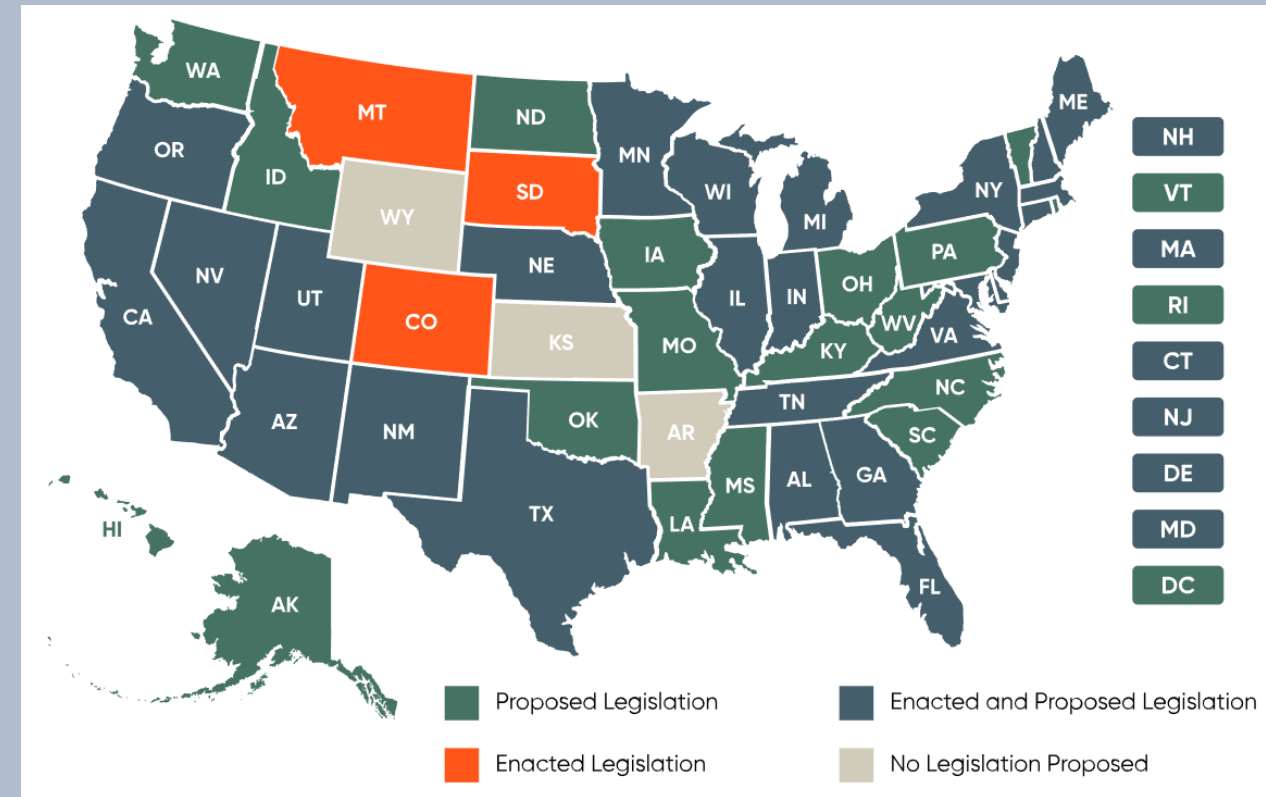 WA
MT
ND
MN
ME
OR
ID
SD
WI
NY
MI
WY
IA
PA
NE
NV
UT
IL
IN
OH
WV
VA
CA
CO
KS
MO
KY
NC
AZ
NM
OK
AR
TN
SC
MS
AL
GA
TX
LA
HI
AK
FL
NH
VT
MA
RI
CT
NJ
DE
MD
DC
Proposed Legislation
Enacted and Proposed Legislation
Enacted Legislation
No Legislation Proposed